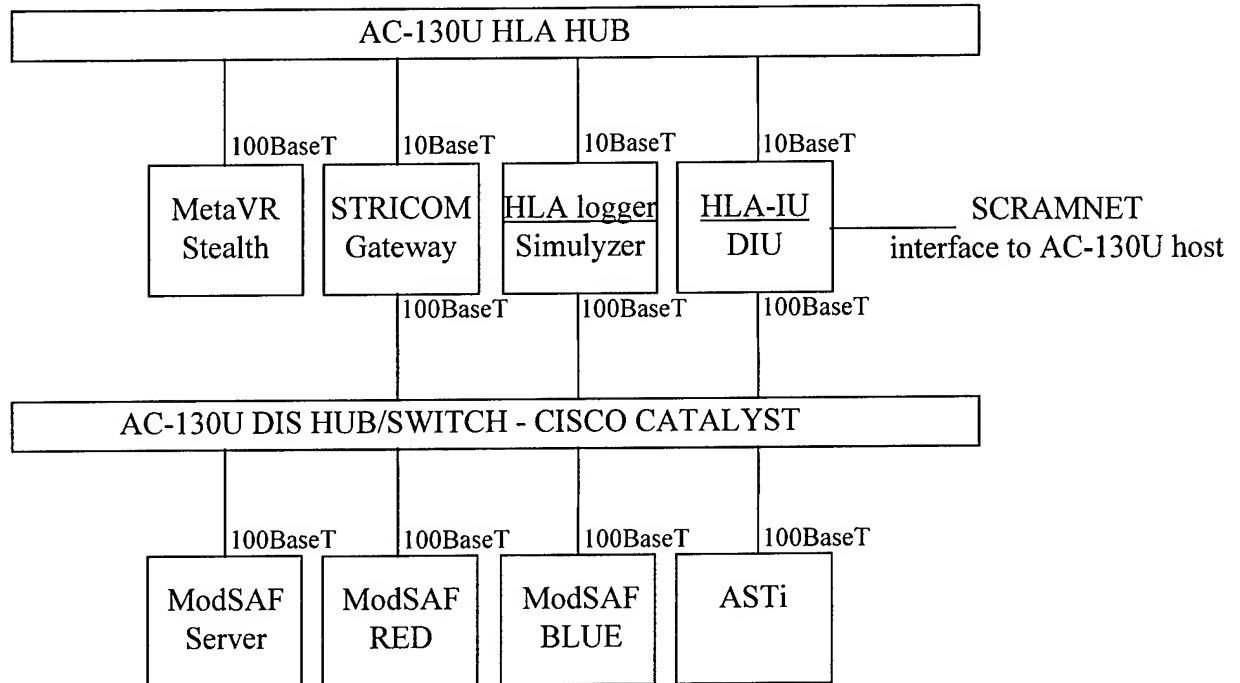 AC-130U HLA HUB
100BaseT
10BaseT
10BaseT
10BaseT
MetaVR
Stealth
STRICOM
Gateway
HLA logger
Simulyzer
HLA-IU
DIU
SCRAMNET
interface to AC-130U host
100BaseT
100BaseT
100BaseT
AC-130U DIS HUB/SWITCH - CISCO CATALYST
100BaseT
100BaseT
100BaseT
100BaseT
ModSAF
Server
ModSAF
RED
ModSAF
BLUE
ASTi